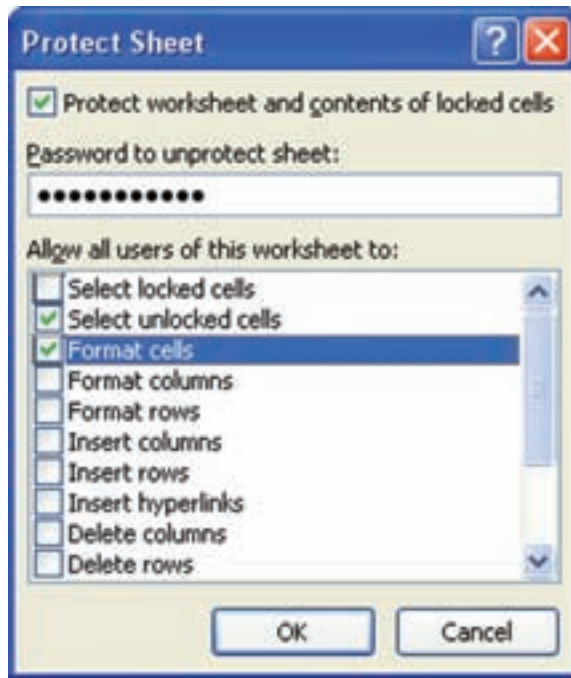 Protect Sheet
Protect worksheet and contents of locked cells
Password to unprotect sheet:
•••••••••••
Allow all users of this worksheet to:
Select locked cells
Select unlocked cells
Format cells
Format columns
Format rows
Insert columns
Insert rows
Insert hyperlinks
Delete columns
Delete rows
OK
Cancel